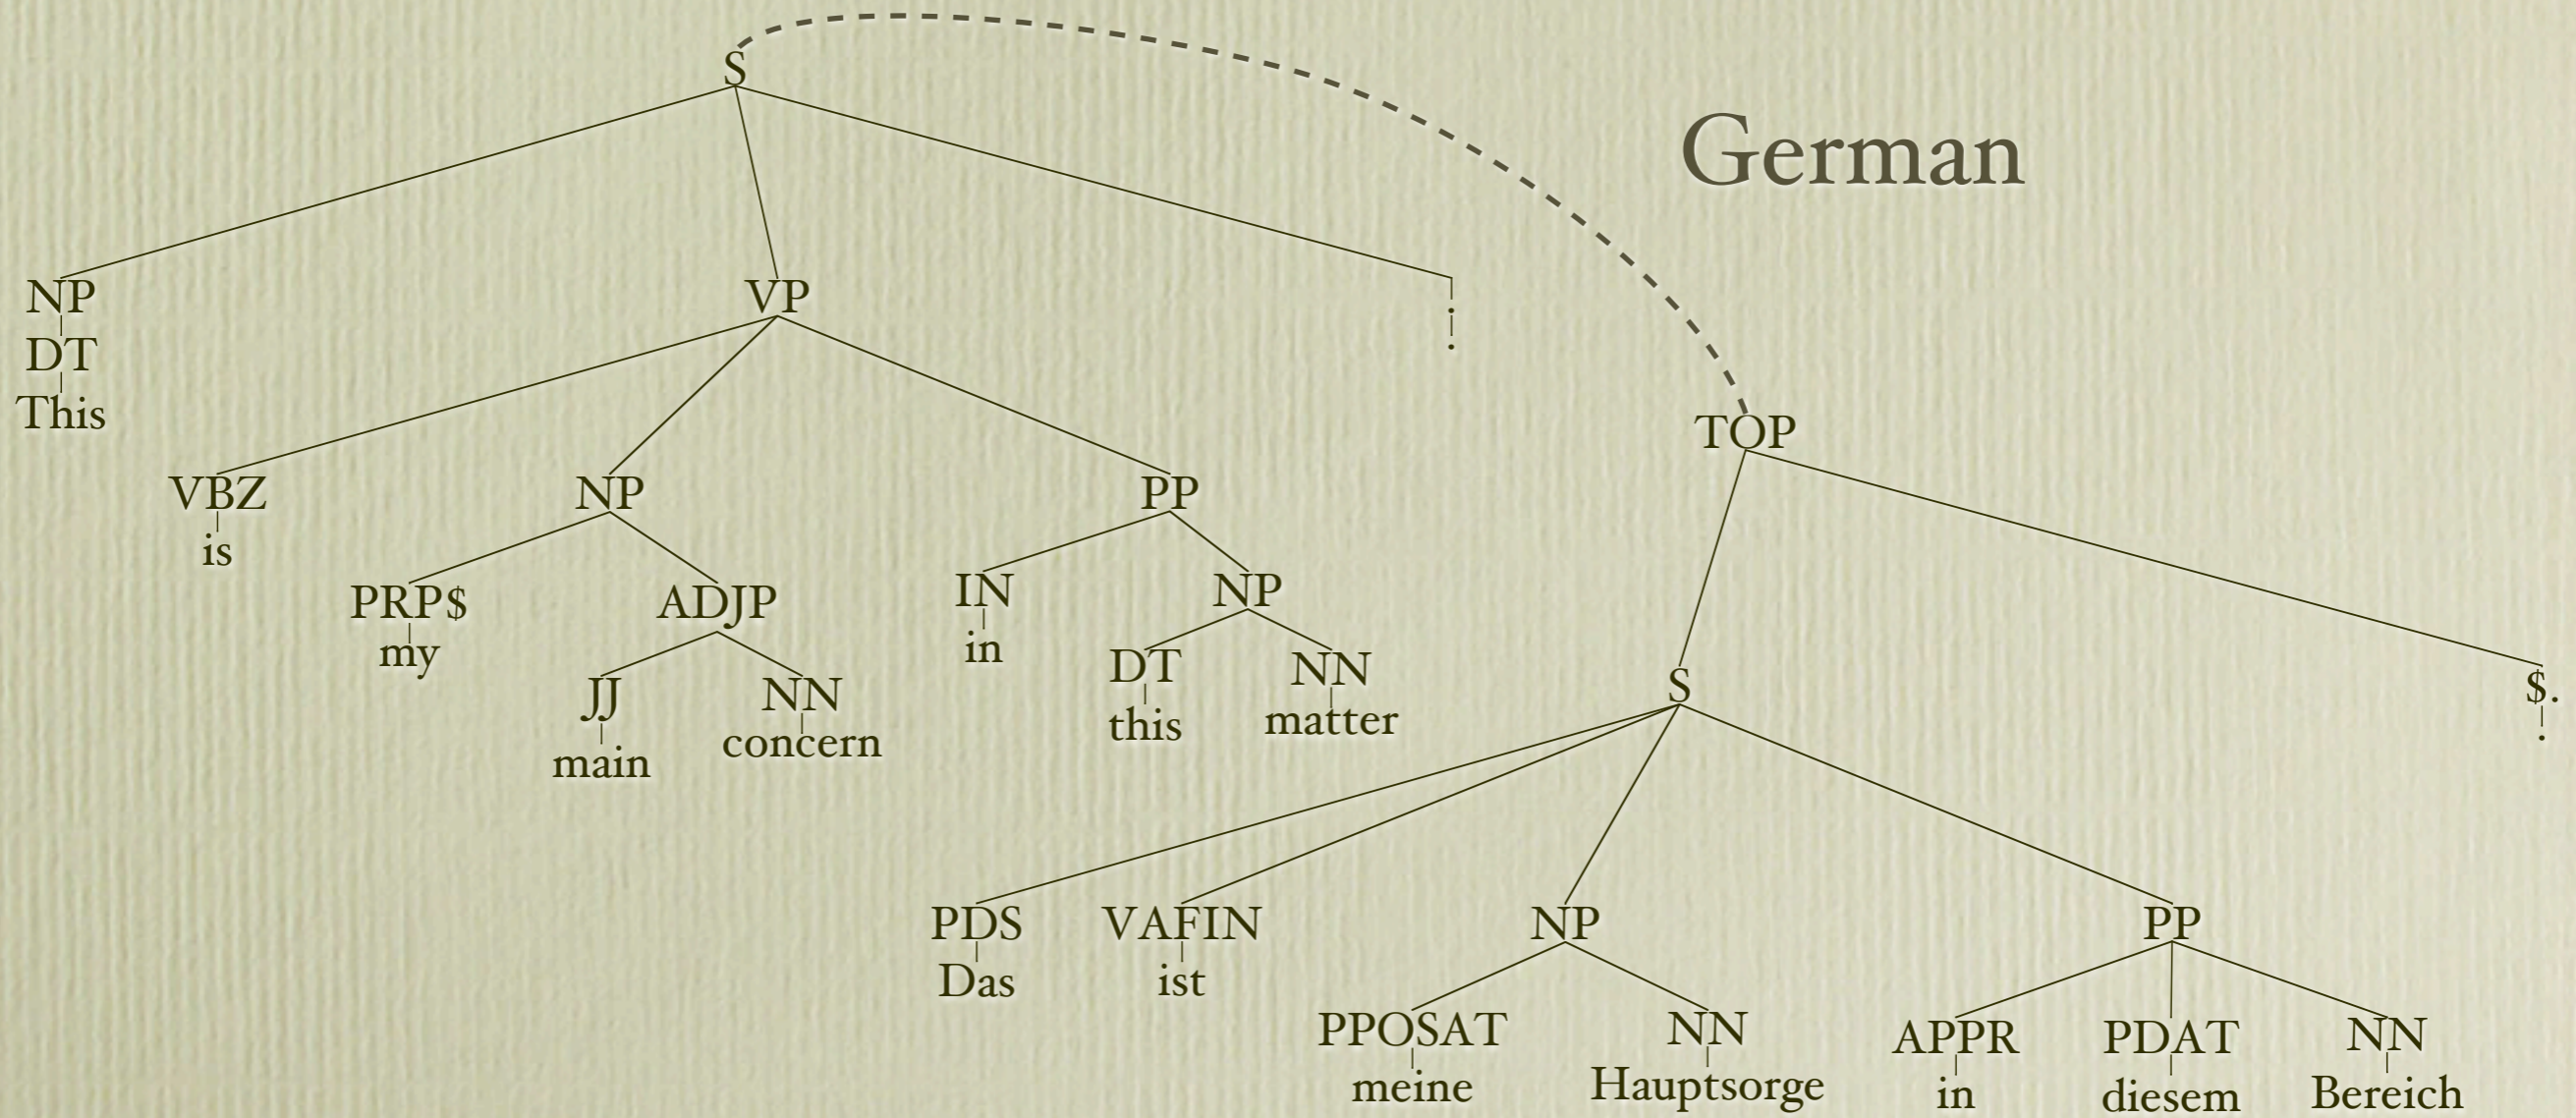 S
German
NP VP .
DT .
This
TOP
VBZ NP PP
is
PRP$ ADJP IN NP
my in
JJ NN DT NN
main concern this matter
S $.
.
PDS VAFIN NP PP
Das ist
PPOSAT NN APPR PDAT NN
meine Hauptsorge in diesem Bereich